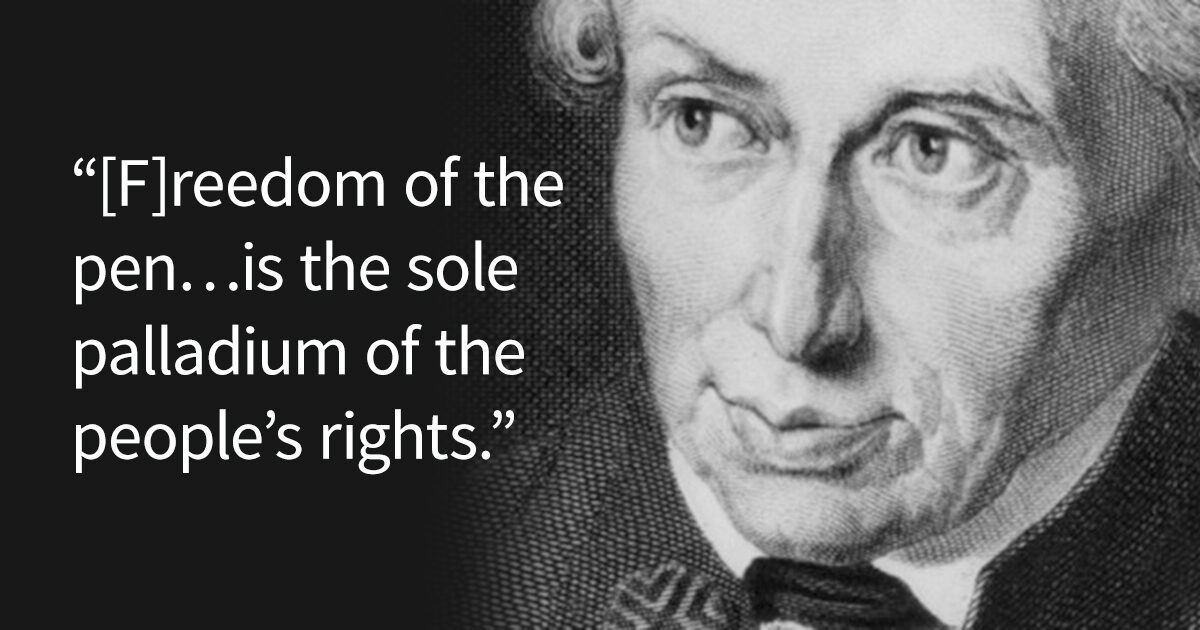 “[F]reedom of the
pen…is the sole
palladium of the
people’s rights.”